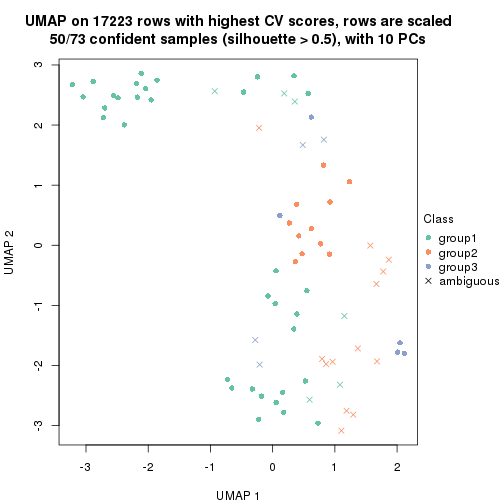 UMAP on 17223 rows with highest CV scores, rows are scaled
50/73 confident samples (silhouette > 0.5), with 10 PCs
3
2
1
0
-1
-2
-3
UMAP 2
-3
-2
-1
0
1
2
UMAP 1
Class
group1
group2
group3
ambiguous